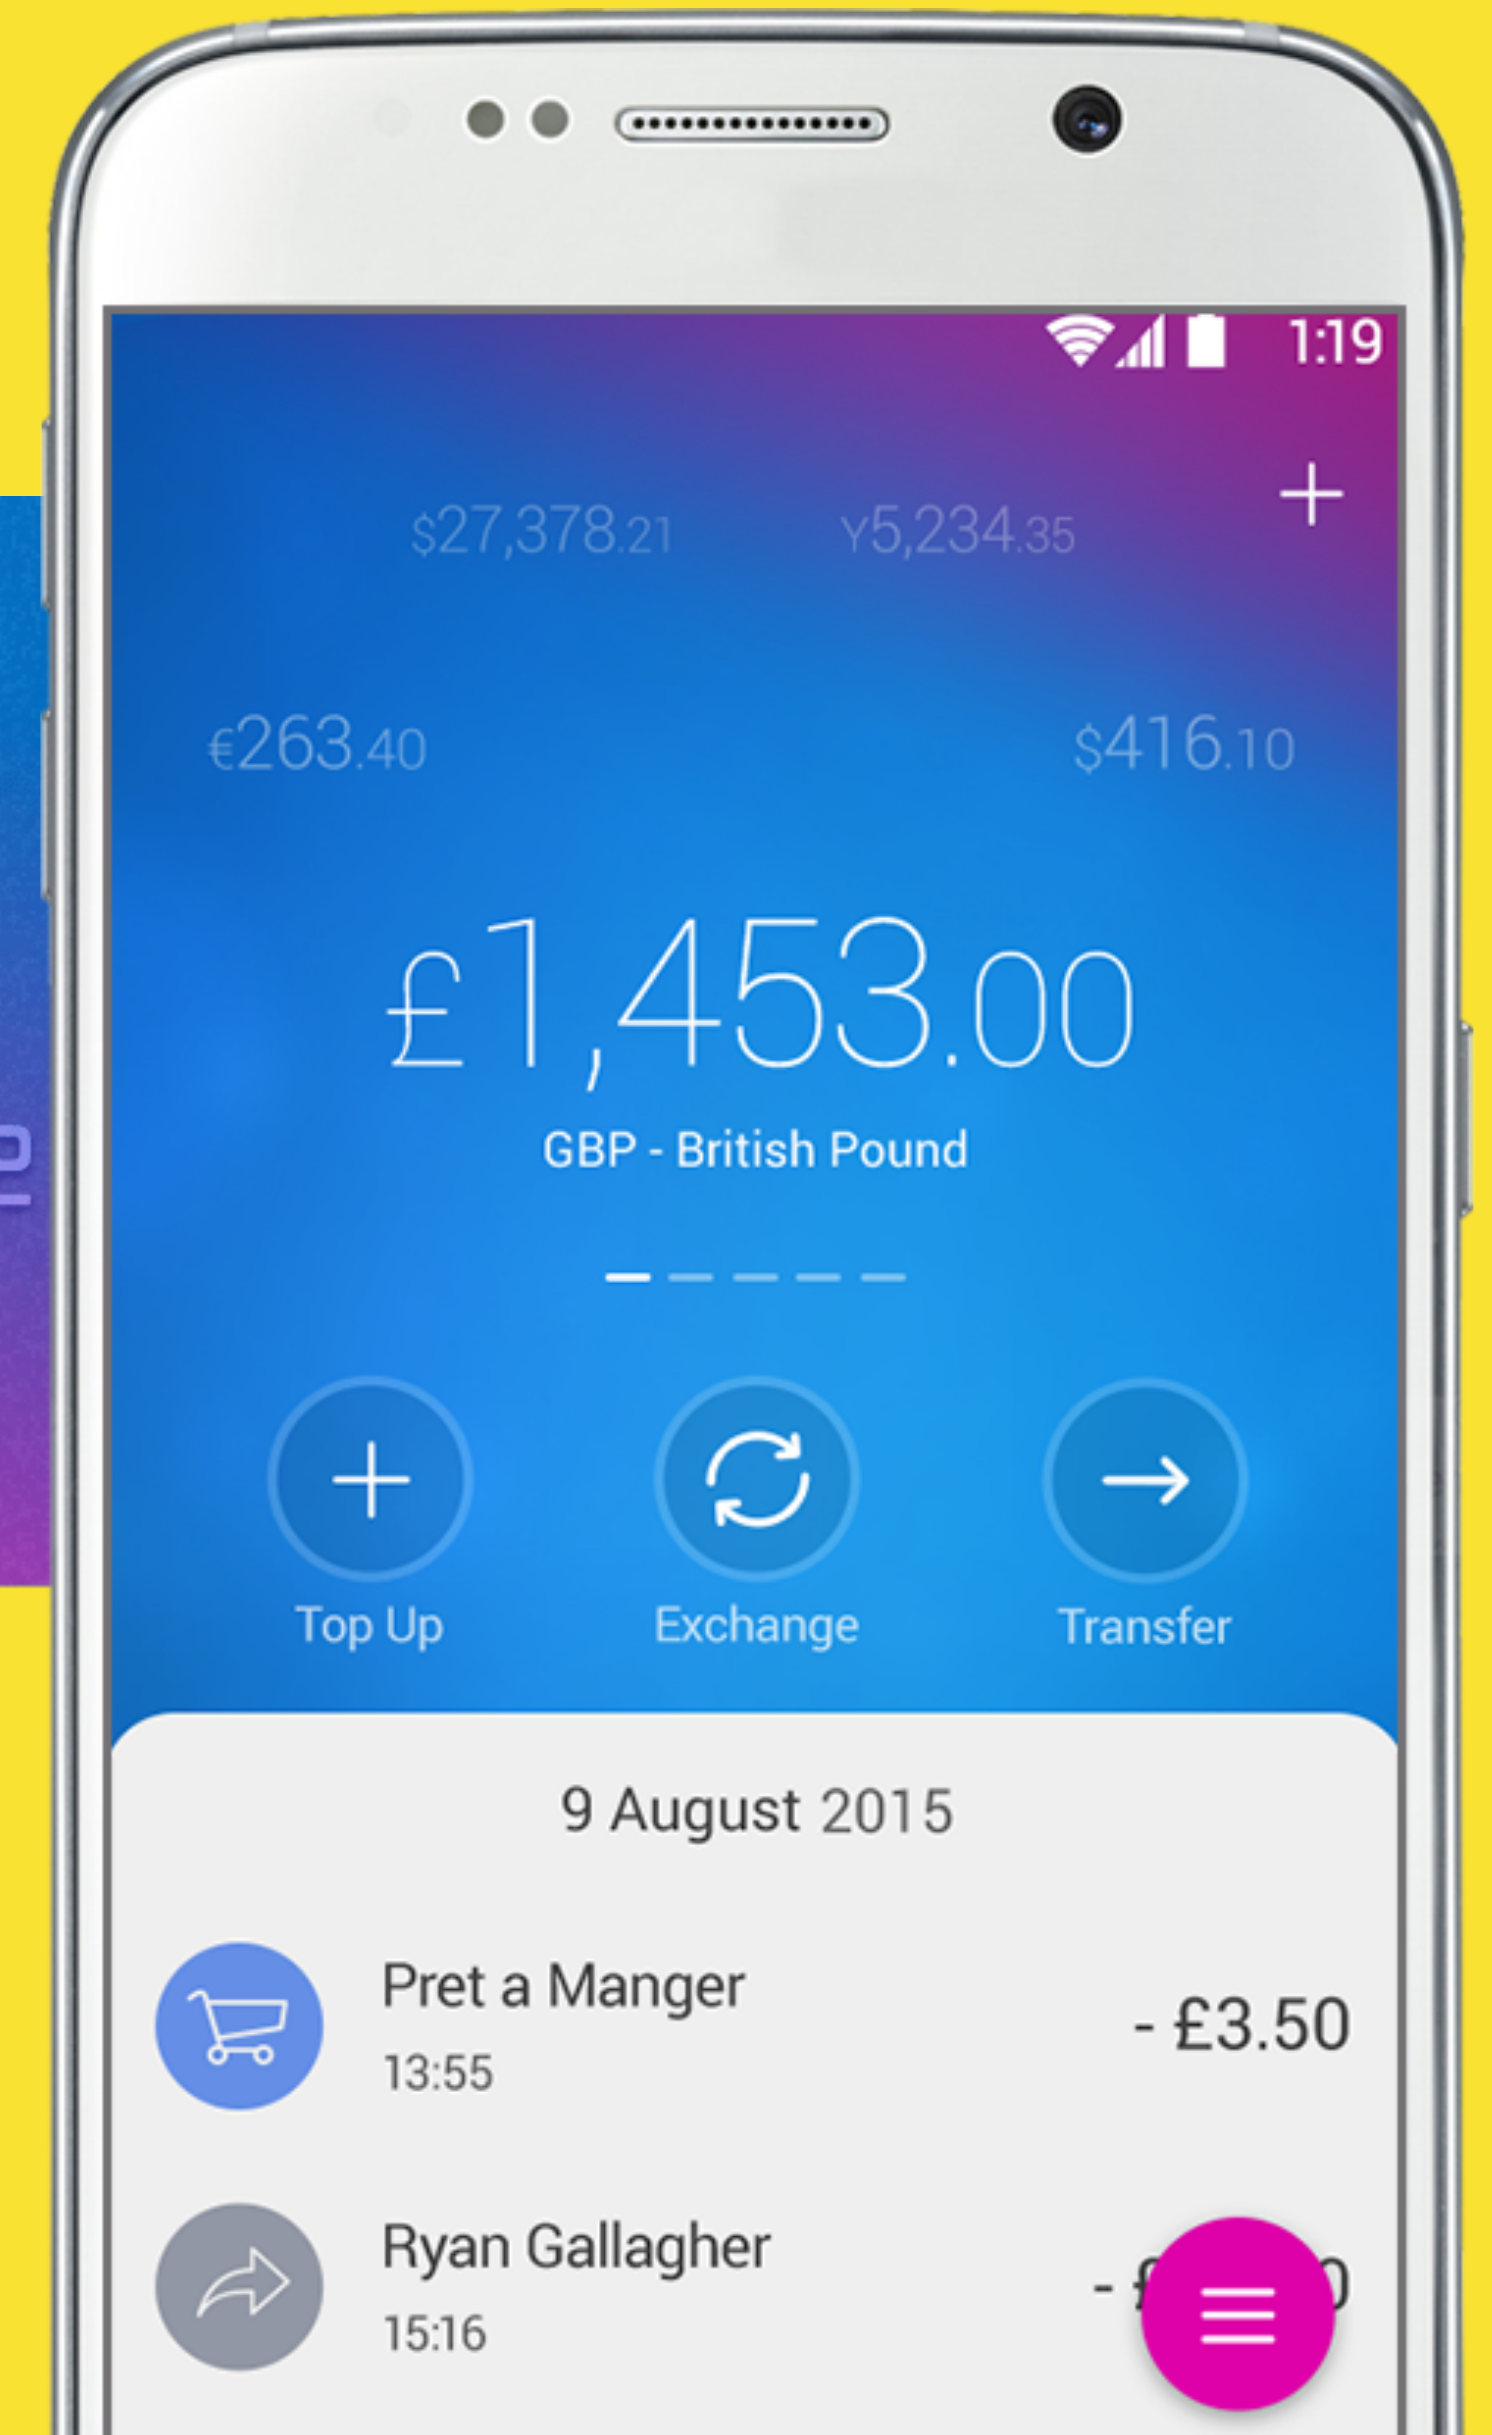 1:19
$27,378.21 Y5,234.35
€263.40 $416.10
£1,453.00
GBP - British Pound
Top Up Exchange Transfer
9 August 2015
Pret a Manger
- £3.50
13:55
Ryan Gallagher
15:16